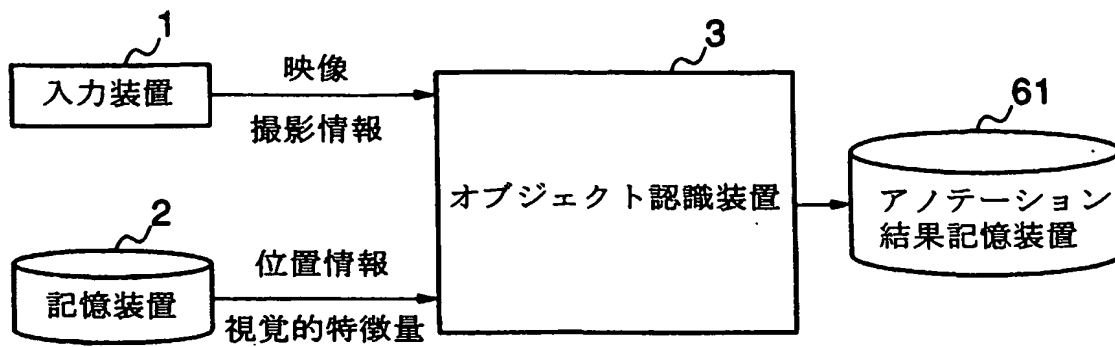 1
入力装置
映像
撮影情報
2
記憶装置
位置情報
視覚的特徴量
3
オブジェクト認識装置
61
アノテーション
結果記憶装置